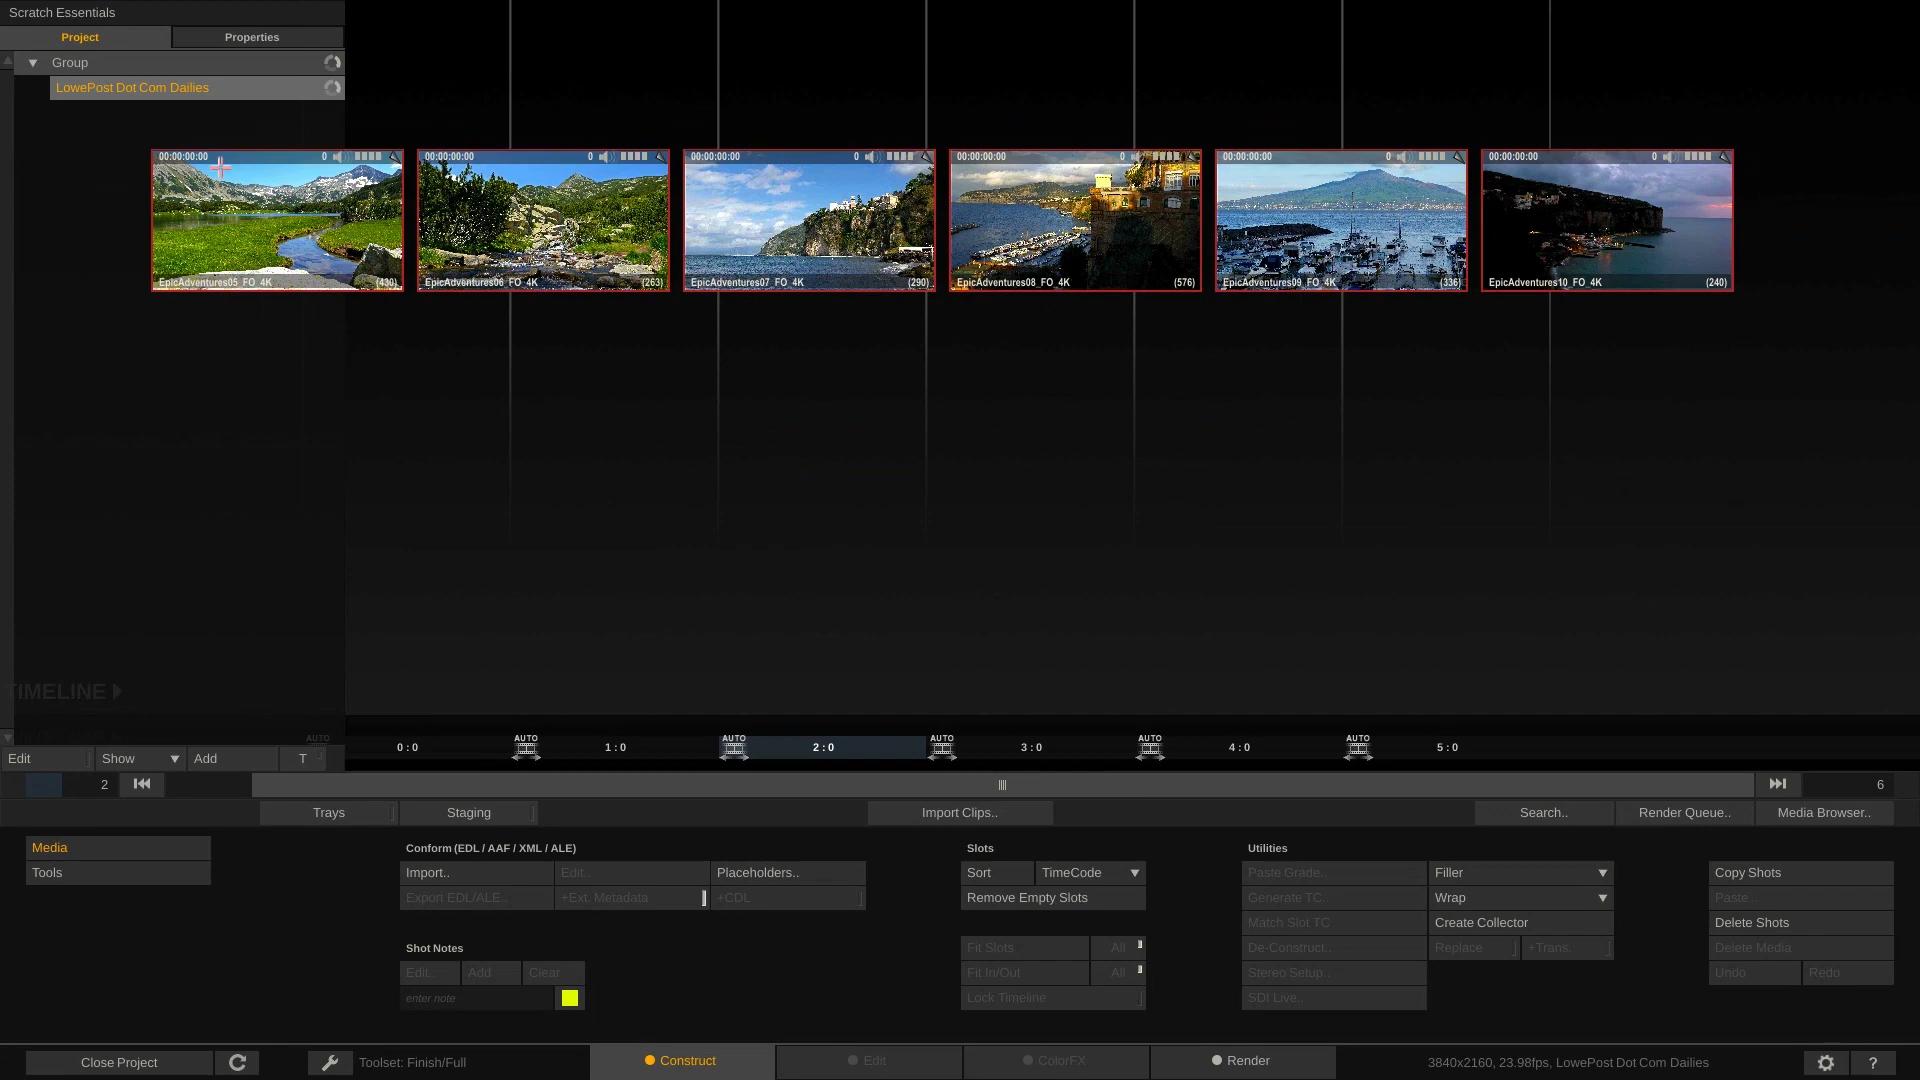 Scratch Essentials
Project
Properties
Group
LowePost Dot Com Dailies
00:00:00:00 0
00:00:00:00 0
00:00:00:00 0
00:00:00:00 0
00:00:00:00 0
00:00:00:00 0
EpicAdventures05_FO_4K (430)
EpicAdventures06_FO_4K (263)
EpicAdventures07_FO_4K (290)
EpicAdventures08_FO_4K (576)
EpicAdventures09_FO_4K (336)
EpicAdventures10_FO_4K (240)
TIMELINE
AUTO AUTO AUTO AUTO AUTO AUTO
0 : 0 1 : 0 2 : 0 3 : 0 4 : 0 5 : 0
Edit Show Add T
2 6
Trays Staging Import Clips.. Search.. Render Queue.. Media Browser..
Media
Tools
Conform (EDL / AAF / XML / ALE)
Import.. Edit.. Placeholders..
Export EDL/ALE.. +Ext. Metadata +CDL
Shot Notes
Edit.. Add Clear
enter note
Slots
Sort TimeCode
Remove Empty Slots
Fit Slots All
Fit In/Out All
Lock Timeline
Utilities
Paste Grade.. Filler
Generate TC.. Wrap
Match Slot TC Create Collector
De-Construct.. Replace +Trans.
Stereo Setup..
SDI Live..
Copy Shots
Paste..
Delete Shots
Delete Media
Undo Redo
Close Project Toolset: Finish/Full Construct Edit ColorFX Render 3840x2160, 23.98fps, LowePost Dot Com Dailies ?